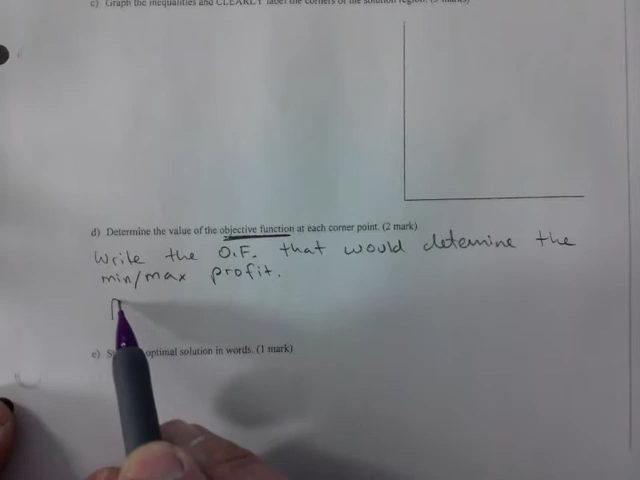 c) Graph the inequalities and CLEARLY label the corners of the solution region. (5 marks)
d) Determine the value of the objective function at each corner point. (2 mark)
Write the O.F. that would determine the
min/max profit.
e) optimal solution in words. (1 mark)